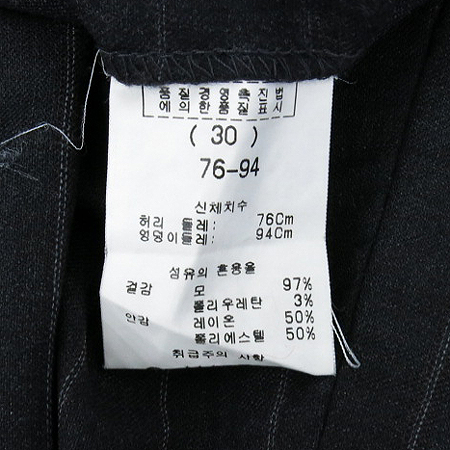 품질경영촉진법
에의한품질표시
( 30 )
76-94
신체치수
허리 둘레: 76Cm
엉덩이둘레: 94Cm
섬유의 혼용율
겉감 모 97%
폴리우레탄 3%
안감 레이온 50%
폴리에스텔 50%
취급주의 사항